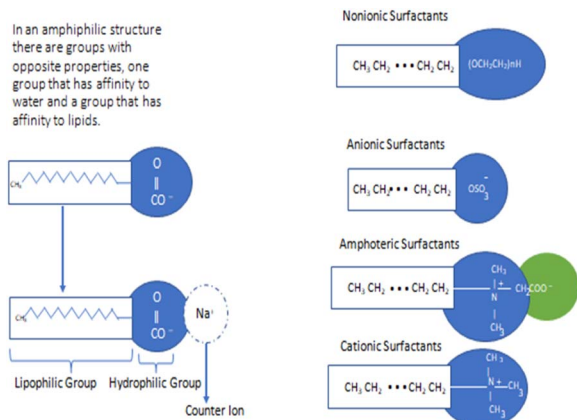 In an amphiphilic structure
there are groups with
opposite properties, one
group that has affinity to
water and a group that has
affinity to lipids.
CH₃
O
||
CO⁻
CH₃
O
||
CO⁻
Na⁺
Lipophilic Group
Hydrophilic Group
Counter Ion
Nonionic Surfactants
CH₃ CH₂ ••• CH₂ CH₂ (OCH₂CH₂)nH
Anionic Surfactants
CH₃ CH₂••• CH₂ CH₂ OSO₃⁻
Amphoteric Surfactants
CH₃
CH₃ CH₂ ••• CH₂ CH₂ N⁺ CH₂COO⁻
CH₃
Cationic Surfactants
CH₃
CH₃ CH₂ ••• CH₂ CH₂ N⁺ CH₃
CH₃